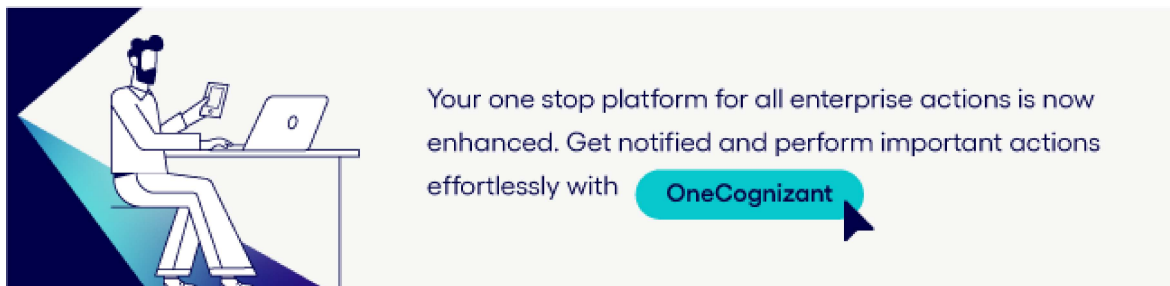 Your one stop platform for all enterprise actions is now
enhanced. Get notified and perform important actions
effortlessly with OneCognizant